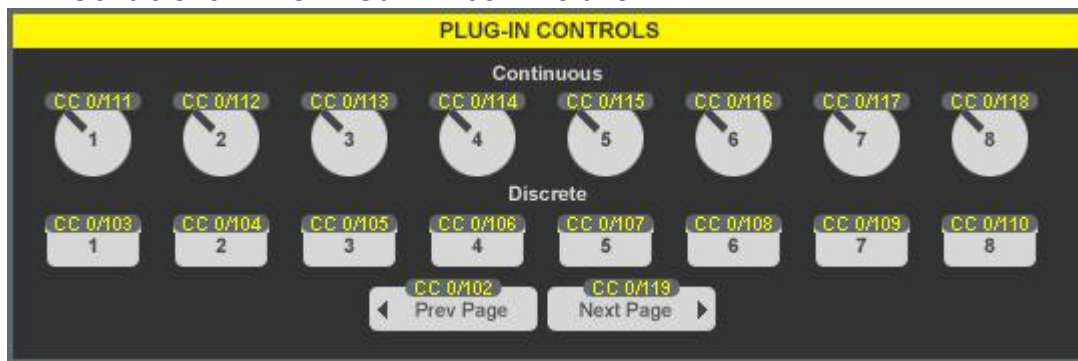 PLUG-IN CONTROLS
Continuous
CC 0/111 CC 0/112 CC 0/113 CC 0/114 CC 0/115 CC 0/116 CC 0/117 CC 0/118
1 2 3 4 5 6 7 8
Discrete
CC 0/103 CC 0/104 CC 0/105 CC 0/106 CC 0/107 CC 0/108 CC 0/109 CC 0/110
1 2 3 4 5 6 7 8
CC 0/102 CC 0/119
Prev Page Next Page